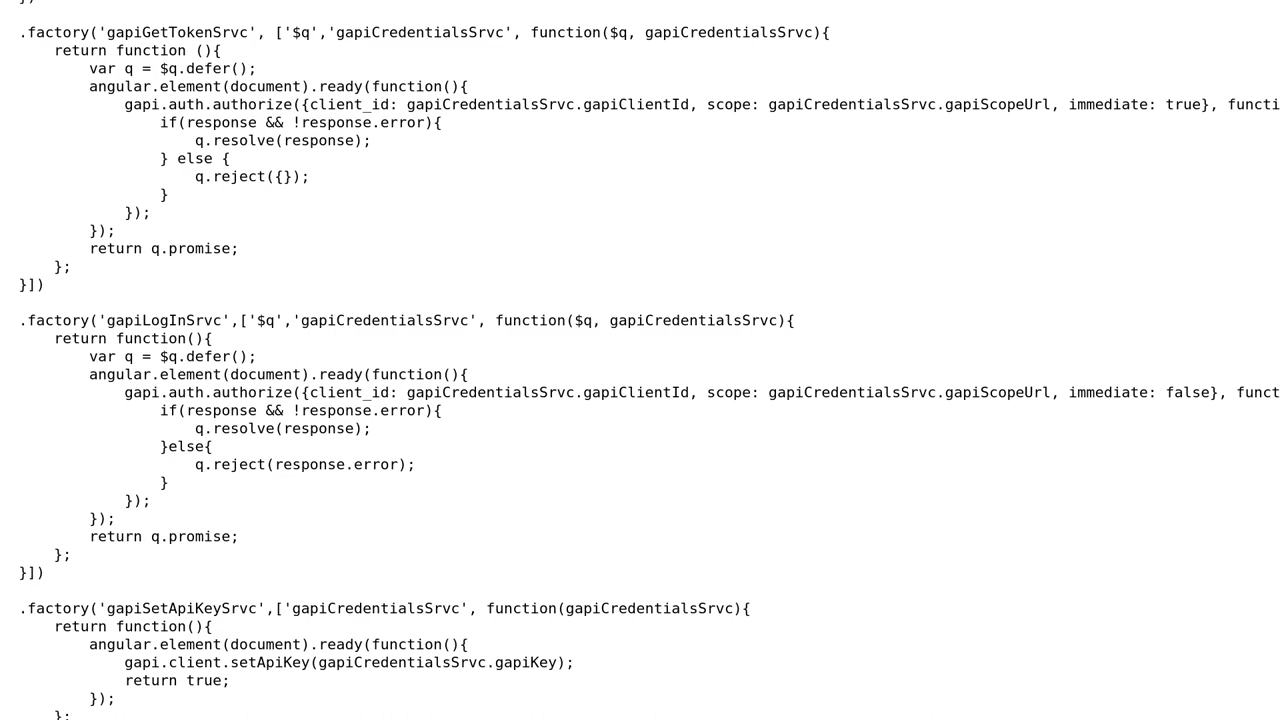 .factory('gapiGetTokenSrvc', ['$q','gapiCredentialsSrvc', function($q, gapiCredentialsSrvc){
    return function (){
        var q = $q.defer();
        angular.element(document).ready(function(){
            gapi.auth.authorize({client_id: gapiCredentialsSrvc.gapiClientId, scope: gapiCredentialsSrvc.gapiScopeUrl, immediate: true}, functi
                if(response && !response.error){
                    q.resolve(response);
                } else {
                    q.reject({});
                }
            });
        });
        return q.promise;
    };
}])

.factory('gapiLogInSrvc',['$q','gapiCredentialsSrvc', function($q, gapiCredentialsSrvc){
    return function(){
        var q = $q.defer();
        angular.element(document).ready(function(){
            gapi.auth.authorize({client_id: gapiCredentialsSrvc.gapiClientId, scope: gapiCredentialsSrvc.gapiScopeUrl, immediate: false}, funct
                if(response && !response.error){
                    q.resolve(response);
                }else{
                    q.reject(response.error);
                }
            });
        });
        return q.promise;
    };
}])

.factory('gapiSetApiKeySrvc',['gapiCredentialsSrvc', function(gapiCredentialsSrvc){
    return function(){
        angular.element(document).ready(function(){
            gapi.client.setApiKey(gapiCredentialsSrvc.gapiKey);
            return true;
        });
    };